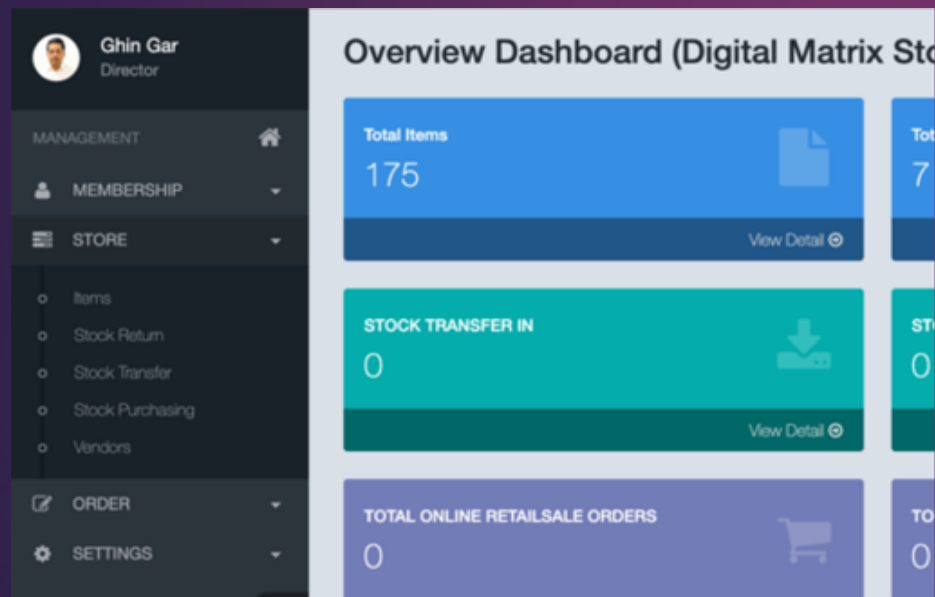 Ghin Gar
Director
MANAGEMENT
MEMBERSHIP
STORE
Items
Stock Return
Stock Transfer
Stock Purchasing
Vendors
ORDER
SETTINGS
Overview Dashboard (Digital Matrix Sto
Total Items
175
View Detail
Tot
7
STOCK TRANSFER IN
0
View Detail
ST
0
TOTAL ONLINE RETAILSALE ORDERS
0
TO
0